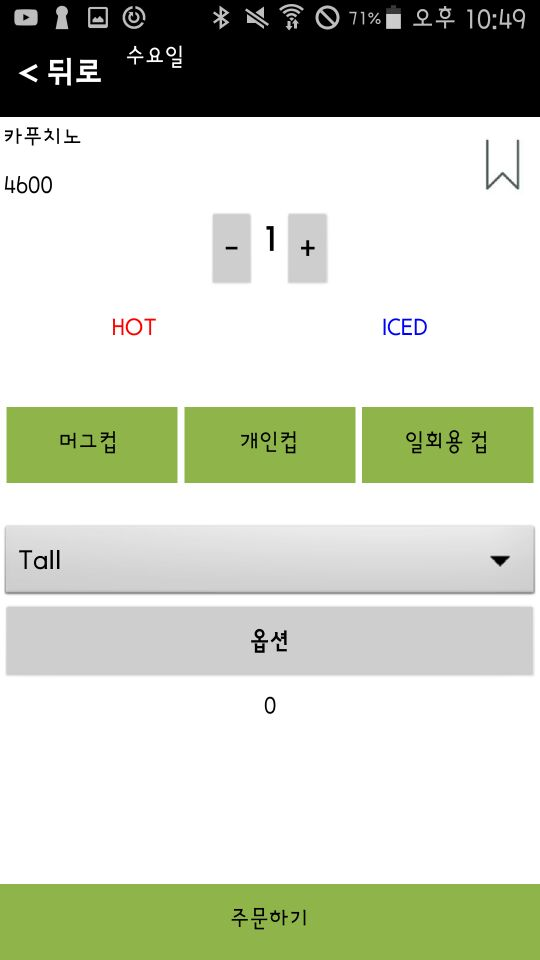 71% 오후 10:49
< 뒤로 수요일
카푸치노
4600
- 1 +
HOT ICED
머그컵 개인컵 일회용 컵
Tall
옵션
0
주문하기